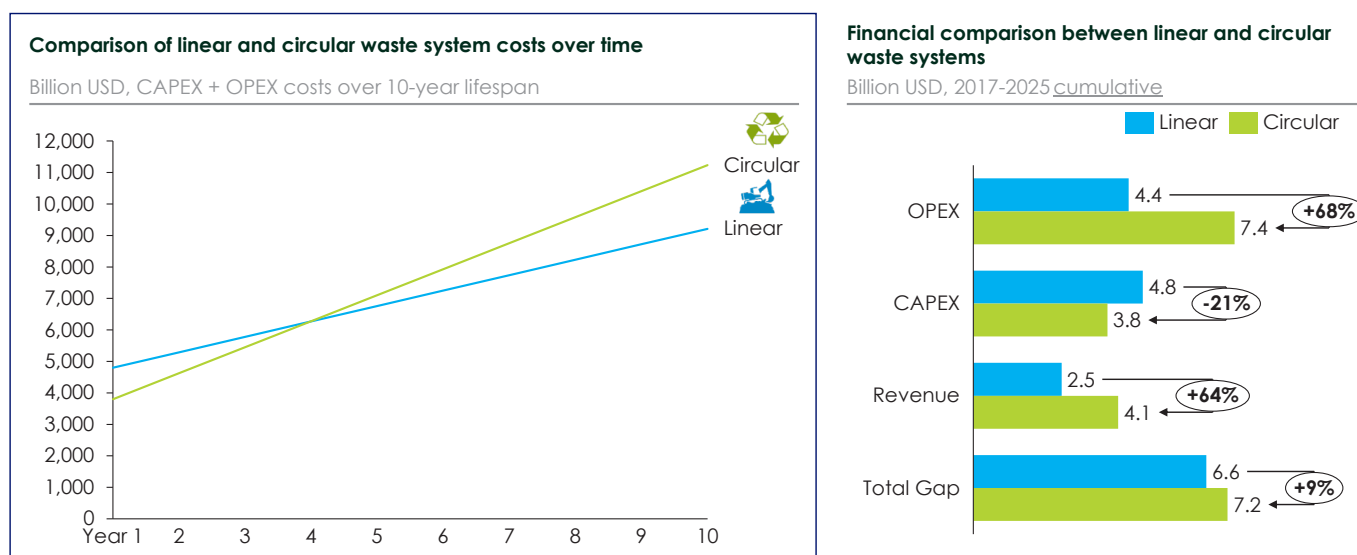 Comparison of linear and circular waste system costs over time
Billion USD, CAPEX + OPEX costs over 10-year lifespan
12,000
11,000
10,000
9,000
8,000
7,000
6,000
5,000
4,000
3,000
2,000
1,000
0
Circular
Linear
Year 1 2 3 4 5 6 7 8 9 10
Financial comparison between linear and circular
waste systems
Billion USD, 2017-2025 cumulative
Linear Circular
OPEX
4.4
7.4
+68%
CAPEX
4.8
3.8
-21%
Revenue
2.5
4.1
+64%
Total Gap
6.6
7.2
+9%